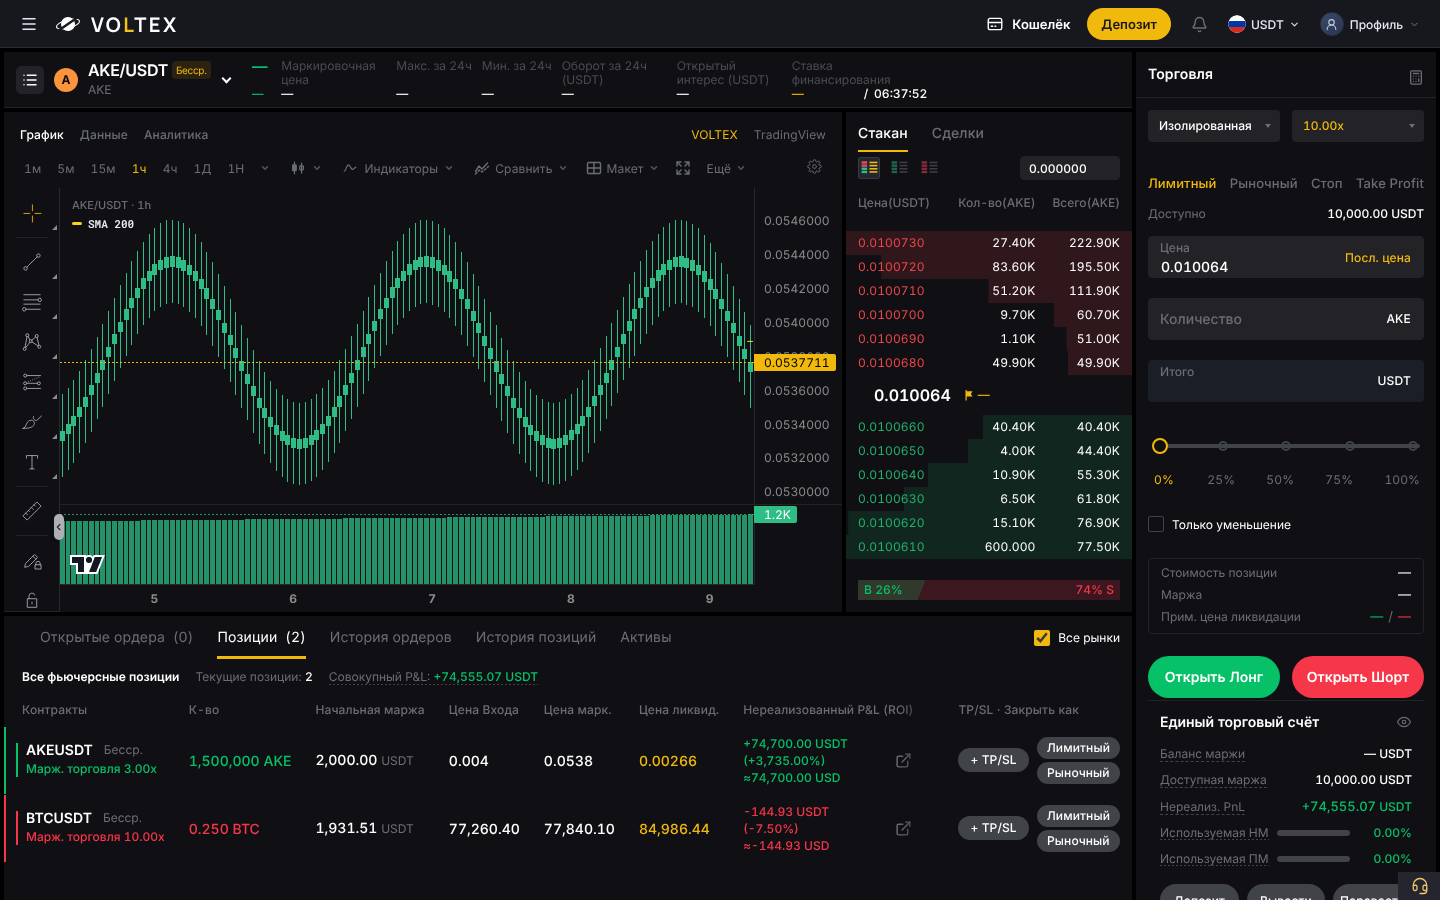 VOLTEX
Кошелёк
Депозит
USDT
Профиль
A
AKE/USDT
Бесср.
AKE
—
—
Маркировочная цена
—
Макс. за 24ч
—
Мин. за 24ч
—
Оборот за 24ч (USDT)
—
Открытый интерес (USDT)
—
Ставка финансирования
— / 06:37:52
График Данные Аналитика
VOLTEX TradingView
1м 5м 15м 1ч 4ч 1Д 1Н Индикаторы Сравнить Макет Ещё
AKE/USDT · 1h
SMA 200
0.0546000
0.0544000
0.0542000
0.0540000
0.0537711
0.0536000
0.0534000
0.0532000
0.0530000
1.2K
5 6 7 8 9
Стакан Сделки
0.000000
Цена(USDT) Кол-во(AKE) Всего(AKE)
0.0100730 27.40K 222.90K
0.0100720 83.60K 195.50K
0.0100710 51.20K 111.90K
0.0100700 9.70K 60.70K
0.0100690 1.10K 51.00K
0.0100680 49.90K 49.90K
0.010064 —
0.0100660 40.40K 40.40K
0.0100650 4.00K 44.40K
0.0100640 10.90K 55.30K
0.0100630 6.50K 61.80K
0.0100620 15.10K 76.90K
0.0100610 600.000 77.50K
B 26% 74% S
Торговля
Изолированная 10.00x
Лимитный Рыночный Стоп Take Profit
Доступно 10,000.00 USDT
Цена
0.010064 Посл. цена
Количество AKE
Итого
USDT
0% 25% 50% 75% 100%
Только уменьшение
Стоимость позиции —
Маржа —
Прим. цена ликвидации — / —
Открыть Лонг Открыть Шорт
Единый торговый счёт
Баланс маржи — USDT
Доступная маржа 10,000.00 USDT
Нереализ. PnL +74,555.07 USDT
Используемая НМ 0.00%
Используемая ПМ 0.00%
Депозит Вывести Перевест
Открытые ордера (0) Позиции (2) История ордеров История позиций Активы
Все рынки
Все фьючерсные позиции Текущие позиции: 2 Совокупный P&L: +74,555.07 USDT
Контракты К-во Начальная маржа Цена Входа Цена марк. Цена ликвид. Нереализованный P&L (ROI) TP/SL · Закрыть как
AKEUSDT Бесср.
Марж. торговля 3.00x
1,500,000 AKE 2,000.00 USDT 0.004 0.0538 0.00266
+74,700.00 USDT
(+3,735.00%)
≈74,700.00 USD
+ TP/SL
Лимитный
Рыночный
BTCUSDT Бесср.
Марж. торговля 10.00x
0.250 BTC 1,931.51 USDT 77,260.40 77,840.10 84,986.44
-144.93 USDT
(-7.50%)
≈-144.93 USD
+ TP/SL
Лимитный
Рыночный